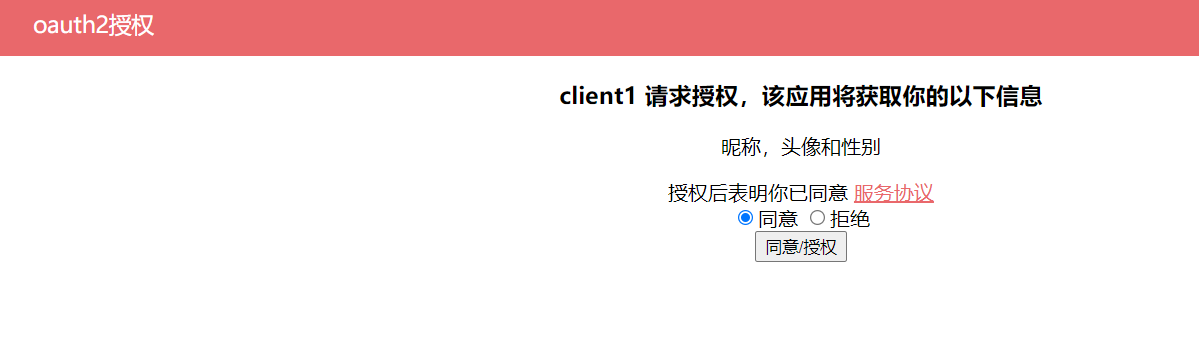 oauth2授权
client1 请求授权，该应用将获取你的以下信息
昵称，头像和性别
授权后表明你已同意 服务协议
同意 拒绝
同意/授权